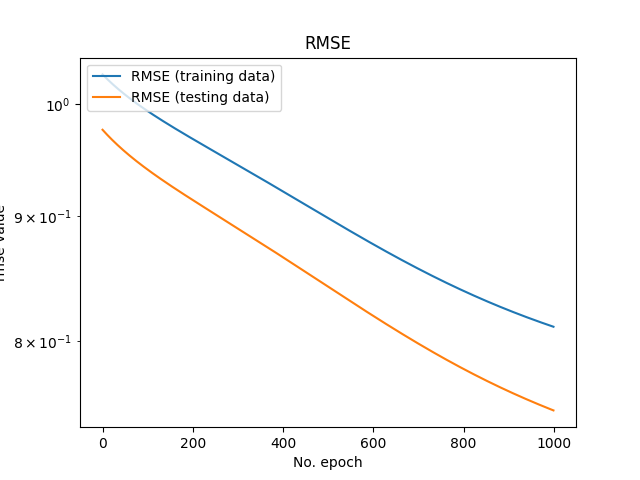 RMSE
RMSE (training data)
RMSE (testing data)
10⁰
9 × 10⁻¹
8 × 10⁻¹
rmse value
0 200 400 600 800 1000
No. epoch